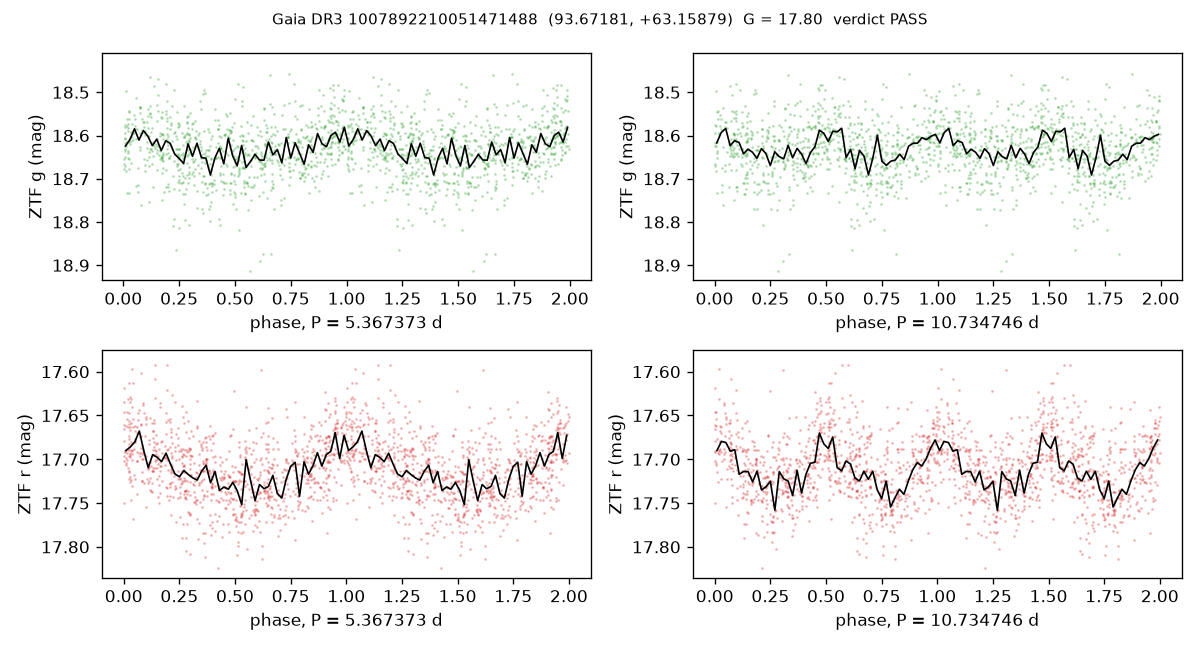 Gaia DR3 1007892210051471488 (93.67181, +63.15879) G = 17.80 verdict PASS
ZTF g (mag)
18.5
18.6
18.7
18.8
18.9
0.00 0.25 0.50 0.75 1.00 1.25 1.50 1.75 2.00
phase, P = 5.367373 d
ZTF g (mag)
18.5
18.6
18.7
18.8
18.9
0.00 0.25 0.50 0.75 1.00 1.25 1.50 1.75 2.00
phase, P = 10.734746 d
ZTF r (mag)
17.60
17.65
17.70
17.75
17.80
0.00 0.25 0.50 0.75 1.00 1.25 1.50 1.75 2.00
phase, P = 5.367373 d
ZTF r (mag)
17.60
17.65
17.70
17.75
17.80
0.00 0.25 0.50 0.75 1.00 1.25 1.50 1.75 2.00
phase, P = 10.734746 d